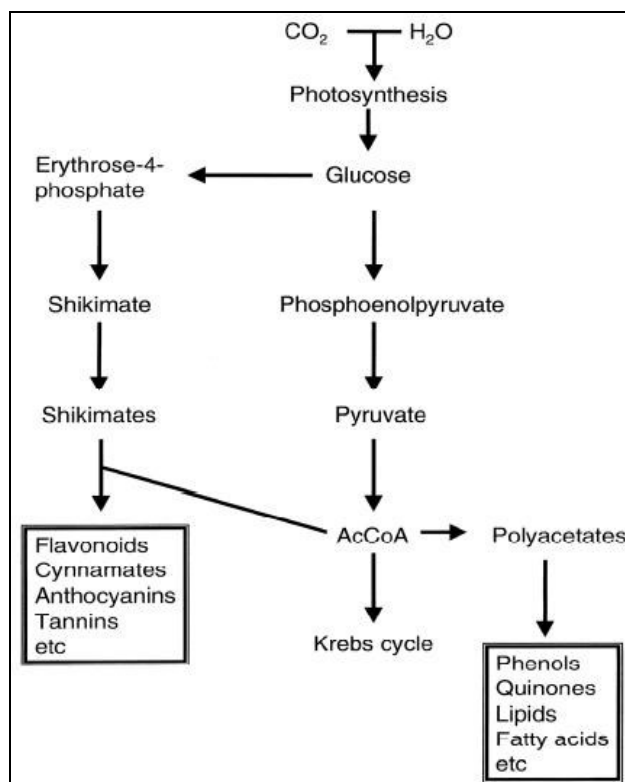 CO₂ H₂O
Photosynthesis
Erythrose-4-
phosphate
Glucose
Shikimate
Phosphoenolpyruvate
Shikimates
Pyruvate
AcCoA
Polyacetates
Flavonoids
Cynnamates
Anthocyanins
Tannins
etc
Krebs cycle
Phenols
Quinones
Lipids
Fatty acids
etc